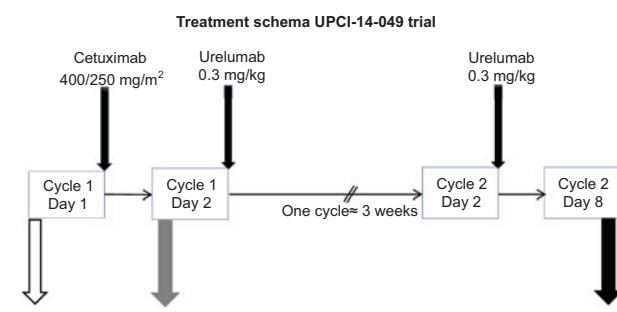 Treatment schema UPCI-14-049 trial
Cetuximab
400/250 mg/m²
Urelumab
0.3 mg/kg
Urelumab
0.3 mg/kg
Cycle 1
Day 1
Cycle 1
Day 2
One cycle≈ 3 weeks
Cycle 2
Day 2
Cycle 2
Day 8